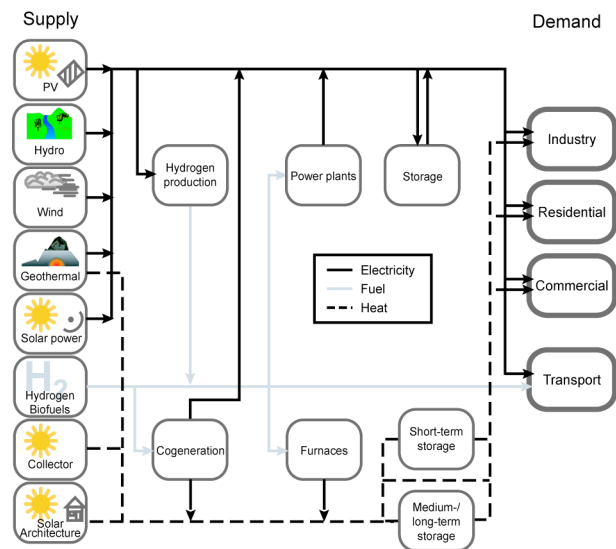 Supply
Demand
PV
Hydro
Industry
Hydrogen
production
Power plants
Storage
Wind
Residential
Geothermal
Electricity
Fuel
Heat
Commercial
Solar power
H2
Hydrogen
Biofuels
Transport
Collector
Cogeneration
Furnaces
Short-term
storage
Solar
Architecture
Medium-/
long-term
storage